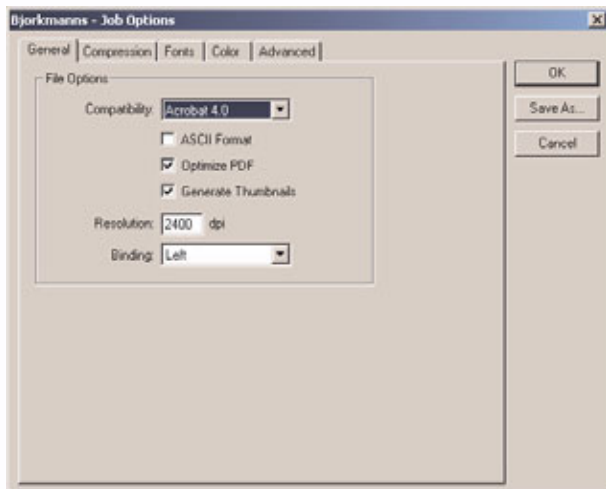 Bjorkmanns - Job Options
General Compression Fonts Color Advanced
File Options
Compatibility: Acrobat 4.0
ASCII Format
Optimize PDF
Generate Thumbnails
Resolution: 2400 dpi
Binding: Left
OK
Save As...
Cancel